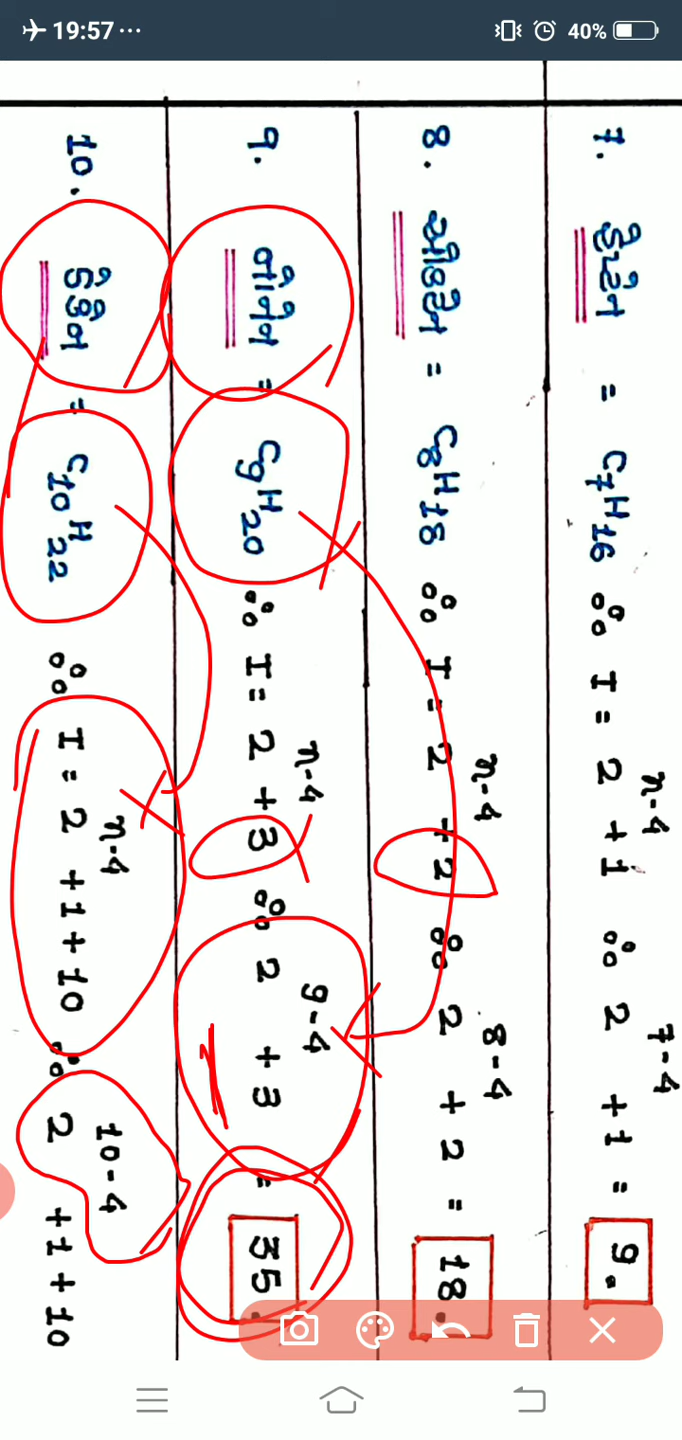 19:57 ...
40%
7. હેપ્ટેન = C₇H₁₆ ∴ I = 2ⁿ⁻⁴ + 1 ∴ 2⁷⁻⁴ + 1 = 9.
8. ઓક્ટેન = C₈H₁₈ ∴ I = 2ⁿ⁻⁴ + 2 ∴ 2⁸⁻⁴ + 2 = 18.
9. નોનેન = C₉H₂₀ ∴ I = 2ⁿ⁻⁴ + 3 ∴ 2⁹⁻⁴ + 3 = 35.
10. ડેકેન = C₁₀H₂₂ ∴ I = 2ⁿ⁻⁴ + 1 + 10 ∴ 2¹⁰⁻⁴ + 1 + 10